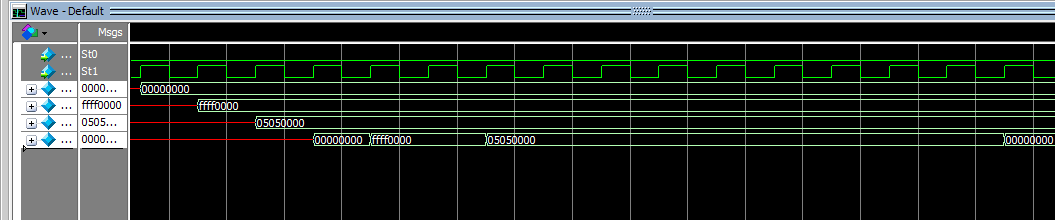 Wave - Default
Msgs
... St0
... St1
... 0000... 00000000
... ffff0000 ffff0000
... 0505... 05050000
... 0000... 00000000 ffff0000 05050000 00000000